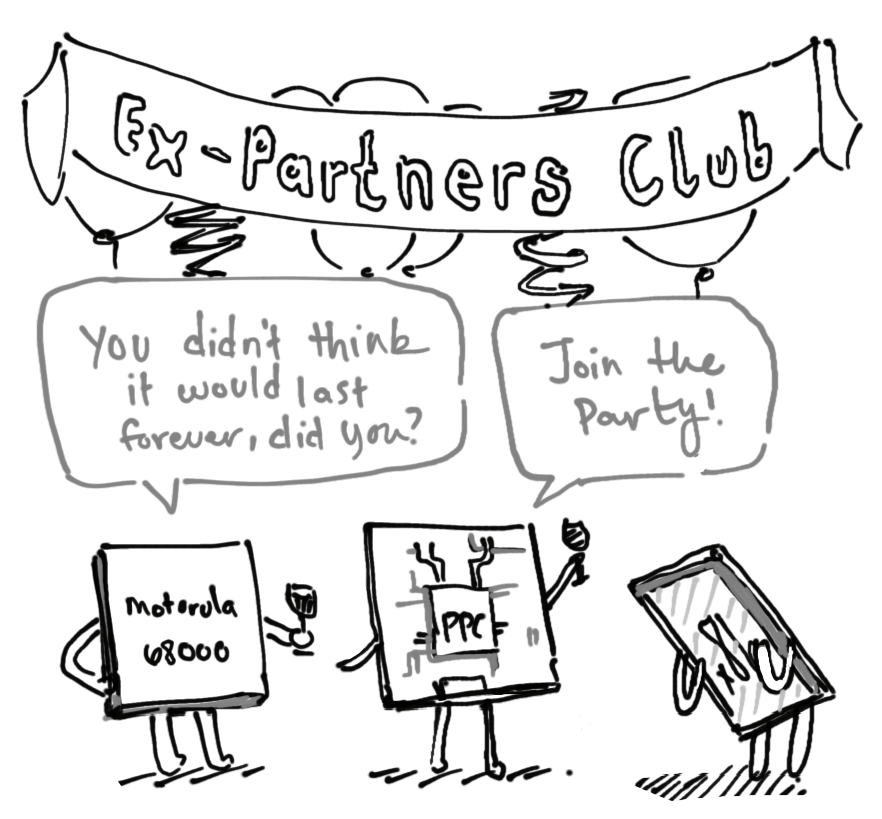 Ex-Partners Club
You didn't think
it would last
forever, did you?
Join the
Party!
Motorola
68000
PPC
x86